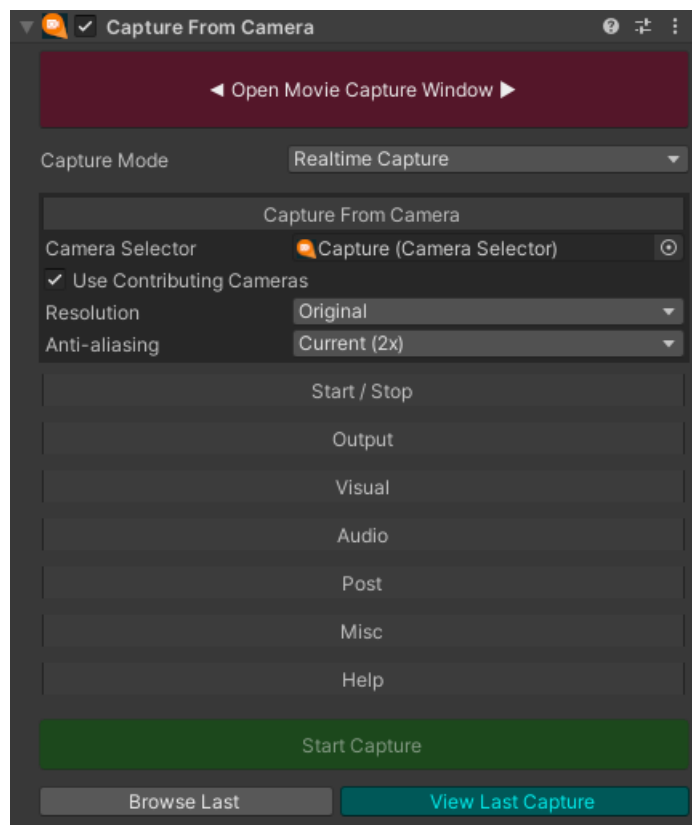 Capture From Camera
◄ Open Movie Capture Window ►
Capture Mode Realtime Capture
Capture From Camera
Camera Selector Capture (Camera Selector)
Use Contributing Cameras
Resolution Original
Anti-aliasing Current (2x)
Start / Stop
Output
Visual
Audio
Post
Misc
Help
Start Capture
Browse Last View Last Capture